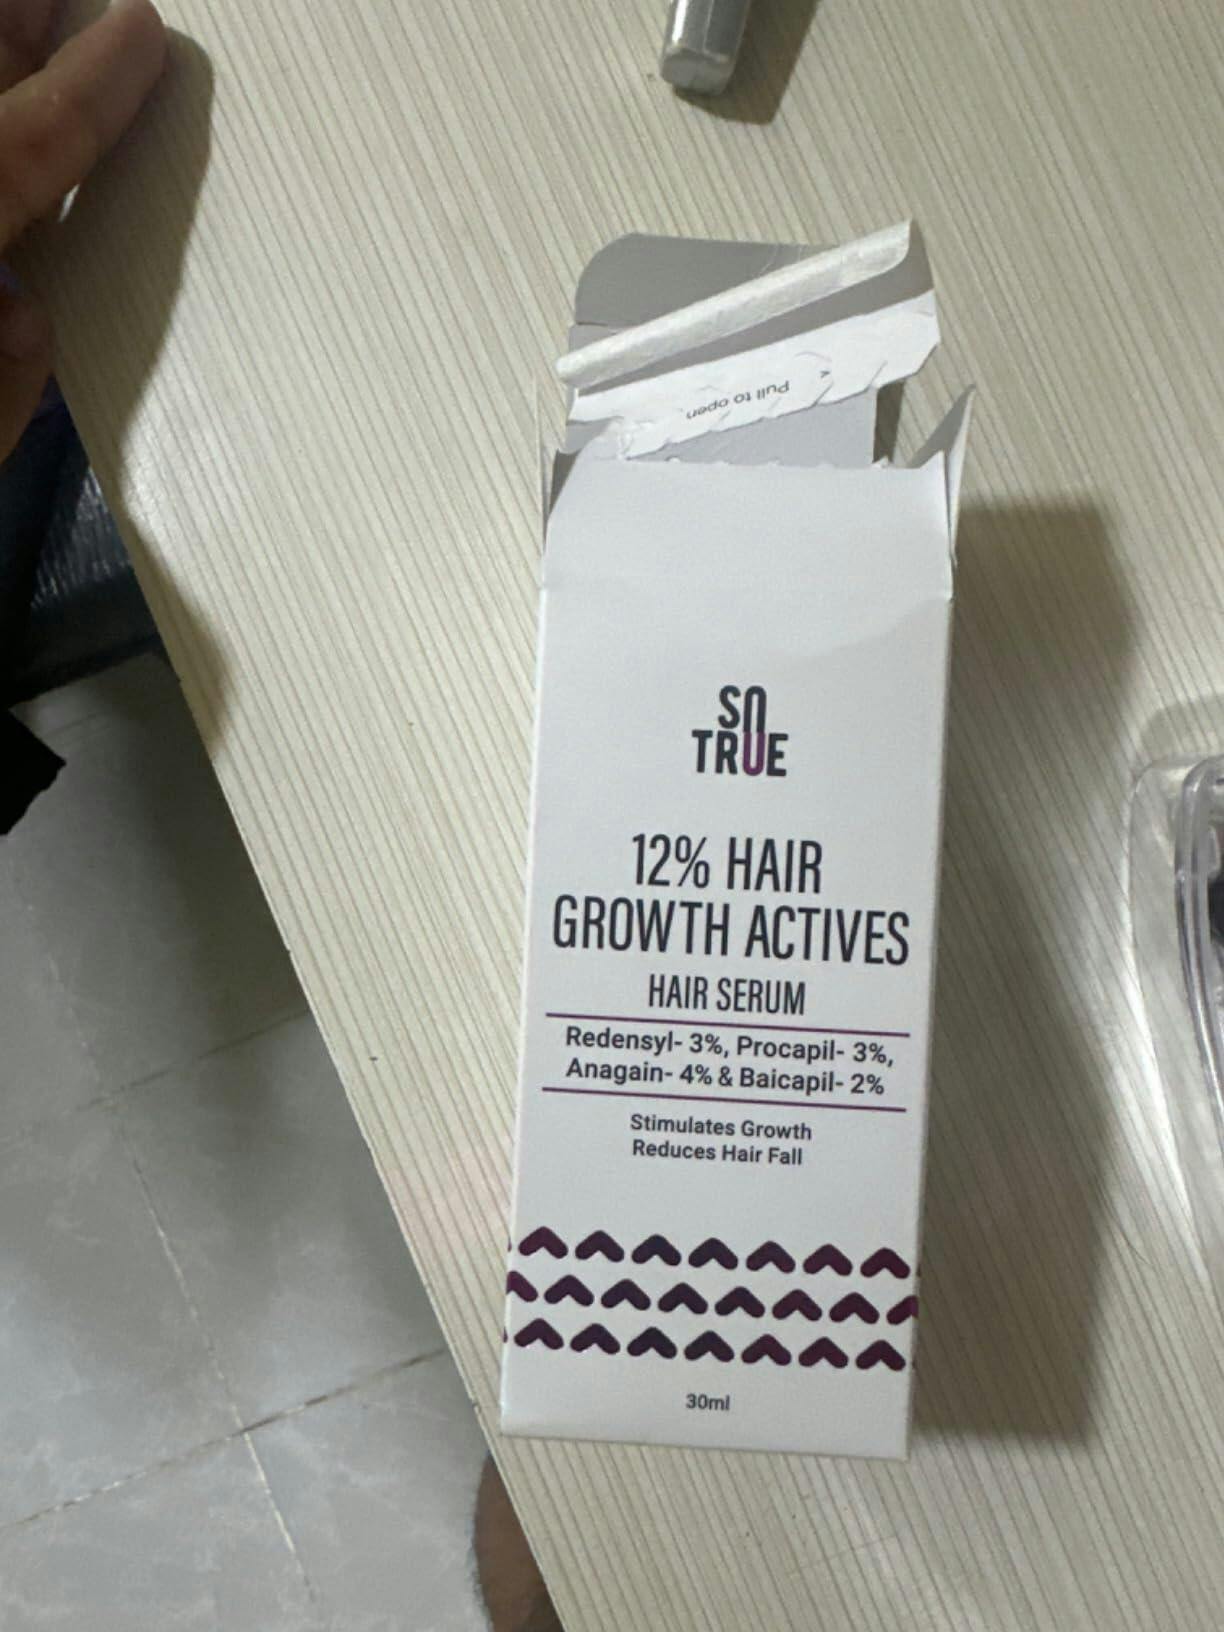 Pull to open
SO
TRUE
12% HAIR
GROWTH ACTIVES
HAIR SERUM
Redensyl- 3%, Procapil- 3%,
Anagain- 4% & Baicapil- 2%
Stimulates Growth
Reduces Hair Fall
30ml